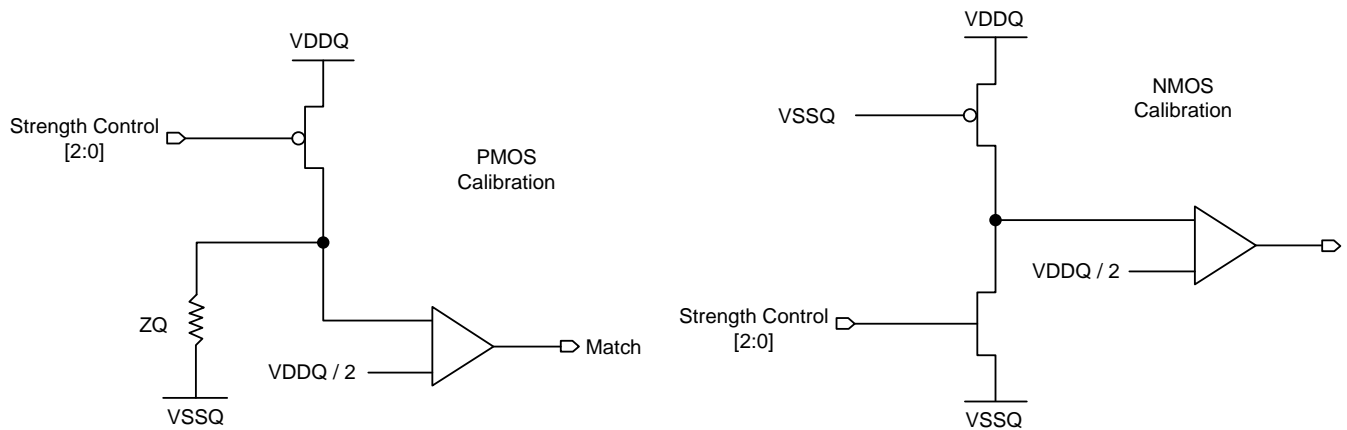 VDDQ
Strength Control
[2:0]
PMOS
Calibration
ZQ
VDDQ / 2
Match
VSSQ
VDDQ
NMOS
Calibration
VSSQ
VDDQ / 2
Strength Control
[2:0]
VSSQ